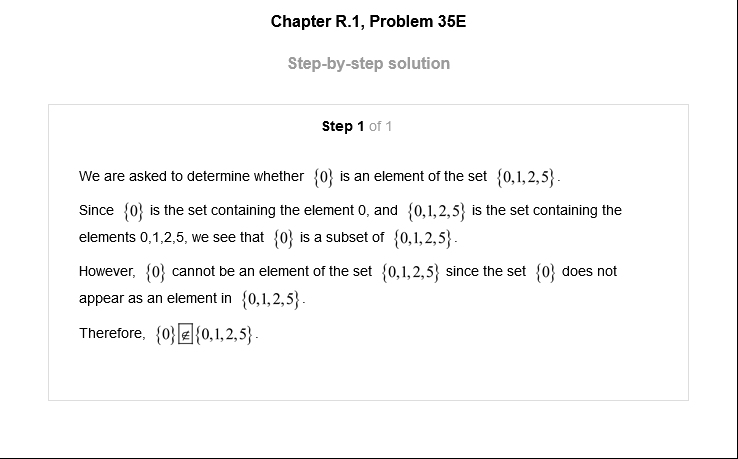 Chapter R.1, Problem 35E
Step-by-step solution
Step 1 of 1
We are asked to determine whether {0} is an element of the set {0,1,2,5}.
Since {0} is the set containing the element 0, and {0,1,2,5} is the set containing the
elements 0,1,2,5, we see that {0} is a subset of {0,1,2,5}.
However, {0} cannot be an element of the set {0,1,2,5} since the set {0} does not
appear as an element in {0,1,2,5}.
Therefore, {0}∉{0,1,2,5}.